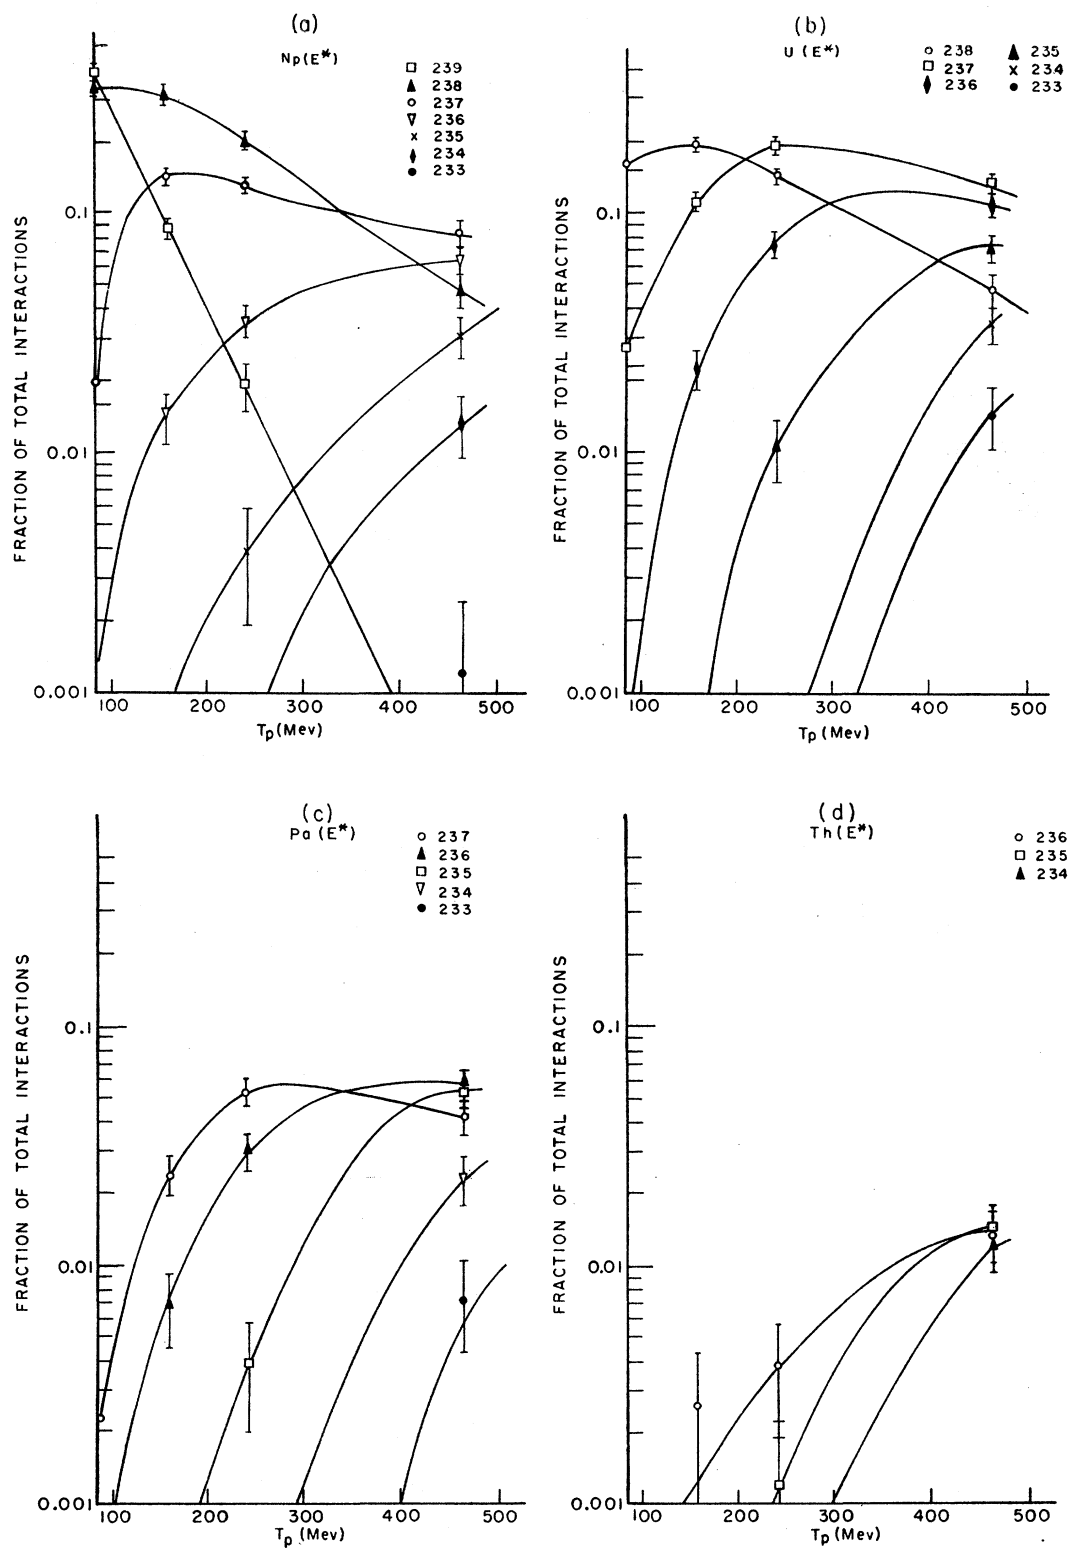 (a)
Np(E*)
239
238
237
236
235
234
233
FRACTION OF TOTAL INTERACTIONS
0.1
0.01
0.001
100 200 300 400 500
Tp(Mev)
(b)
U (E*)
238
237
236
235
234
233
FRACTION OF TOTAL INTERACTIONS
0.1
0.01
0.001
100 200 300 400 500
Tp(Mev)
(c)
Pa(E*)
237
236
235
234
233
FRACTION OF TOTAL INTERACTIONS
0.1
0.01
0.001
100 200 300 400 500
Tp(Mev)
(d)
Th(E*)
236
235
234
FRACTION OF TOTAL INTERACTIONS
0.1
0.01
0.001
100 200 300 400 500
Tp(Mev)